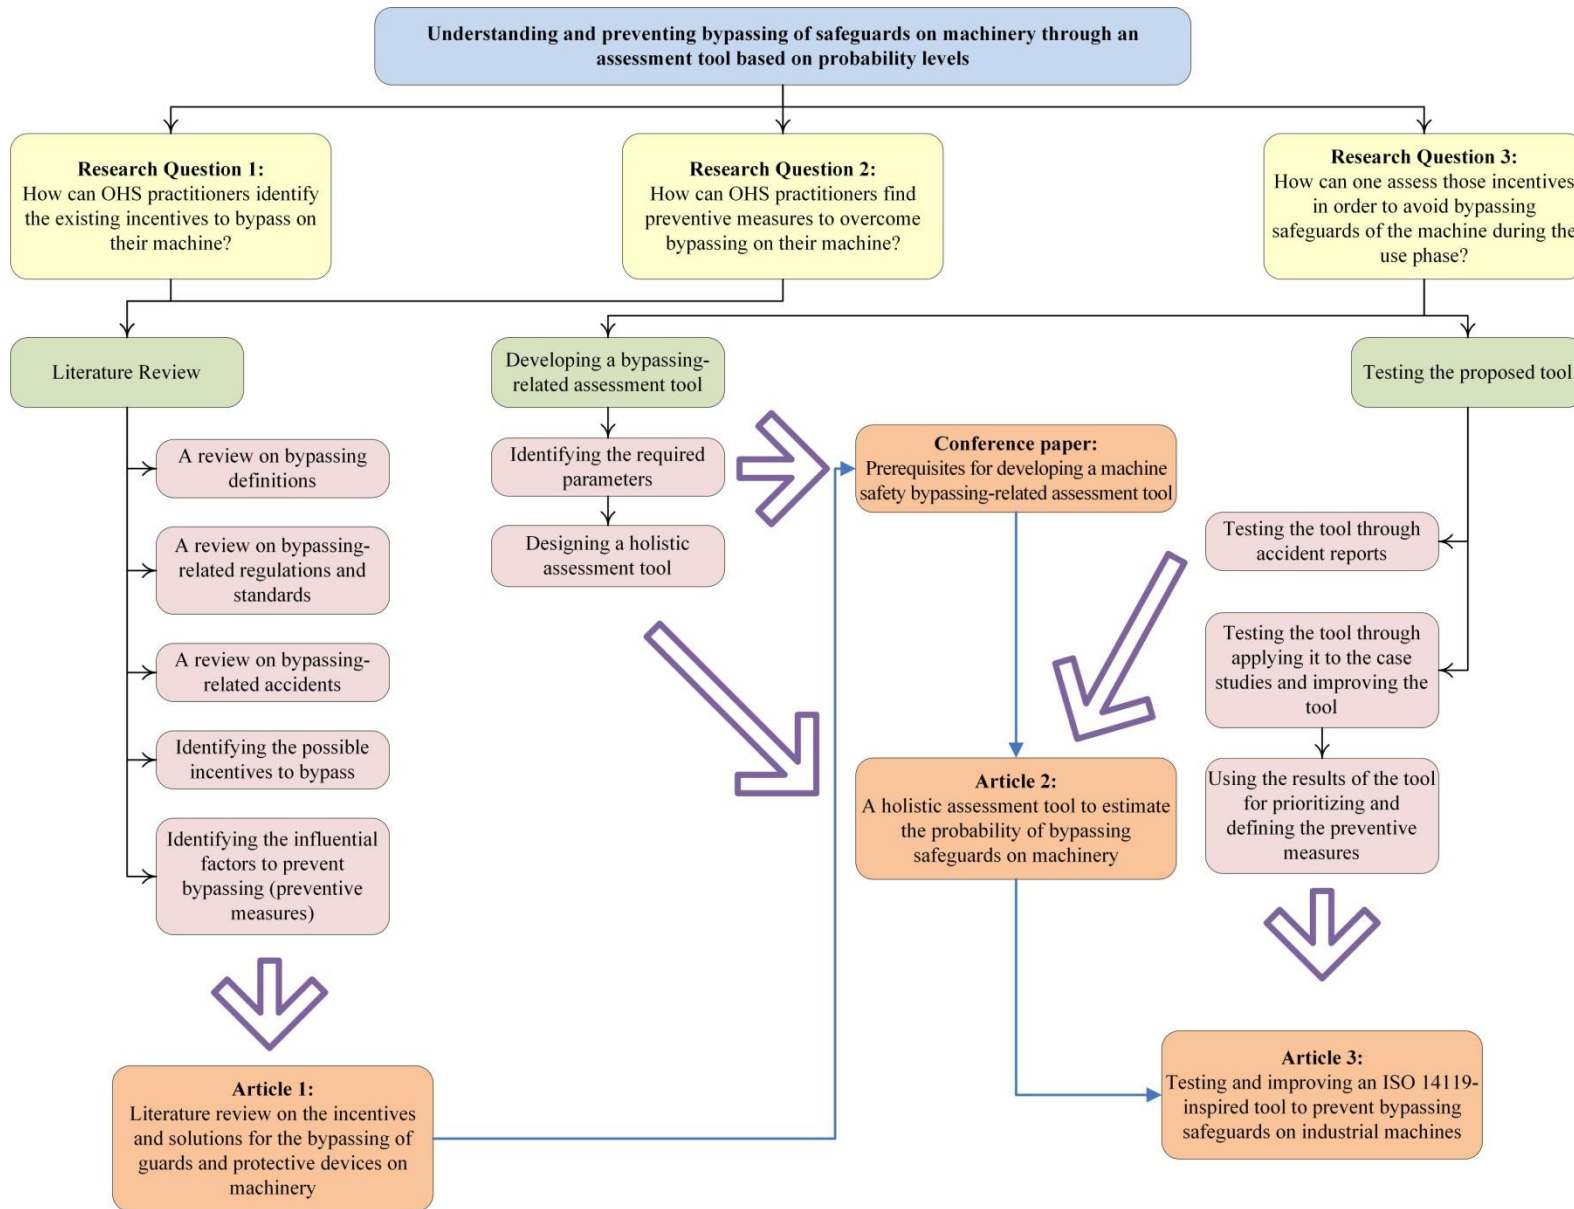 Understanding and preventing bypassing of safeguards on machinery through an
assessment tool based on probability levels
Research Question 1:
How can OHS practitioners identify
the existing incentives to bypass on
their machine?
Research Question 2:
How can OHS practitioners find
preventive measures to overcome
bypassing on their machine?
Research Question 3:
How can one assess those incentives
in order to avoid bypassing
safeguards of the machine during the
use phase?
Literature Review
Developing a bypassing-
related assessment tool
Testing the proposed tool
A review on bypassing
definitions
A review on bypassing-
related regulations and
standards
A review on bypassing-
related accidents
Identifying the possible
incentives to bypass
Identifying the influential
factors to prevent
bypassing (preventive
measures)
Identifying the required
parameters
Designing a holistic
assessment tool
Conference paper:
Prerequisites for developing a machine
safety bypassing-related assessment tool
Testing the tool through
accident reports
Testing the tool through
applying it to the case
studies and improving the
tool
Using the results of the tool
for prioritizing and
defining the preventive
measures
Article 2:
A holistic assessment tool to estimate
the probability of bypassing
safeguards on machinery
Article 1:
Literature review on the incentives
and solutions for the bypassing of
guards and protective devices on
machinery
Article 3:
Testing and improving an ISO 14119-
inspired tool to prevent bypassing
safeguards on industrial machines